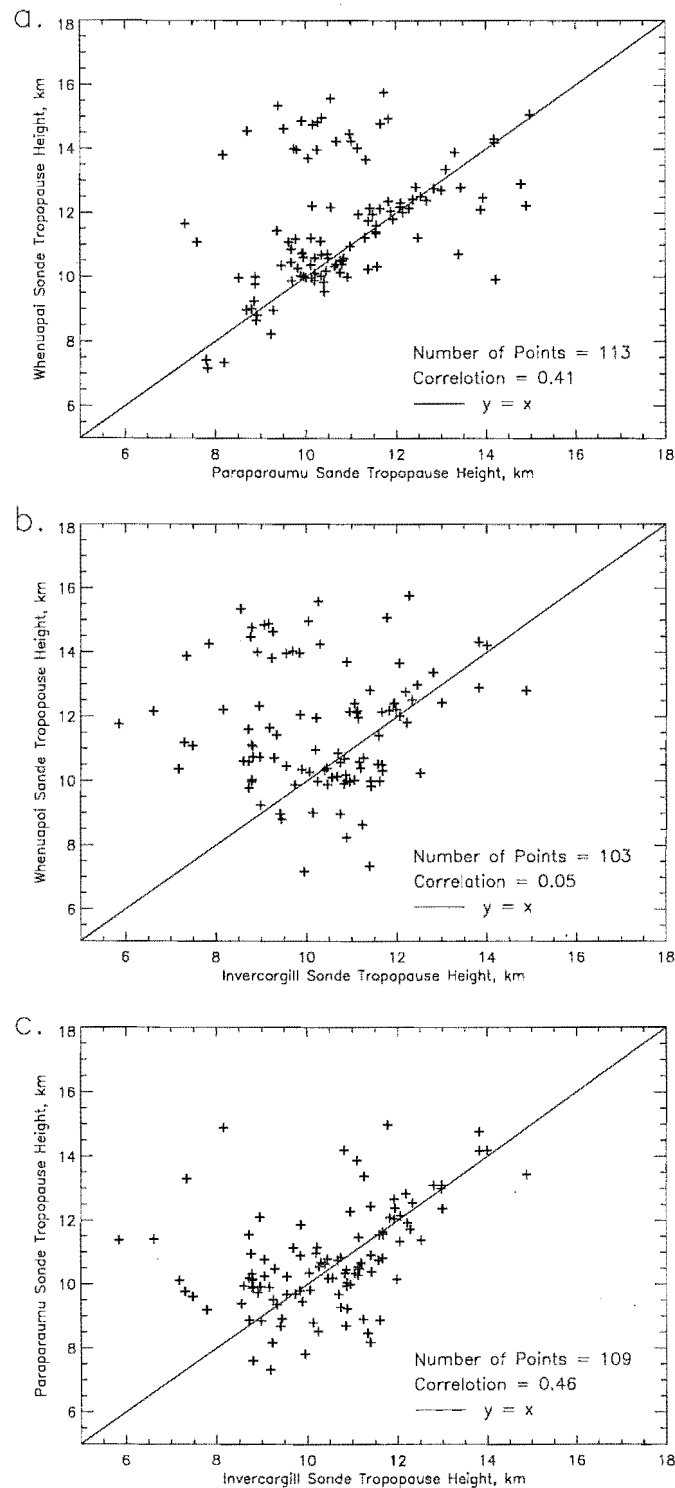 a.
18
16
14
12
10
8
6
Whenuapai Sonde Tropopause Height, km
Number of Points = 113
Correlation = 0.41
y = x
6 8 10 12 14 16 18
Paraparaumu Sonde Tropopause Height, km
b.
18
16
14
12
10
8
6
Whenuapai Sonde Tropopause Height, km
Number of Points = 103
Correlation = 0.05
y = x
6 8 10 12 14 16 18
Invercargill Sonde Tropopause Height, km
c.
18
16
14
12
10
8
6
Paraparaumu Sonde Tropopause Height, km
Number of Points = 109
Correlation = 0.46
y = x
6 8 10 12 14 16 18
Invercargill Sonde Tropopause Height, km